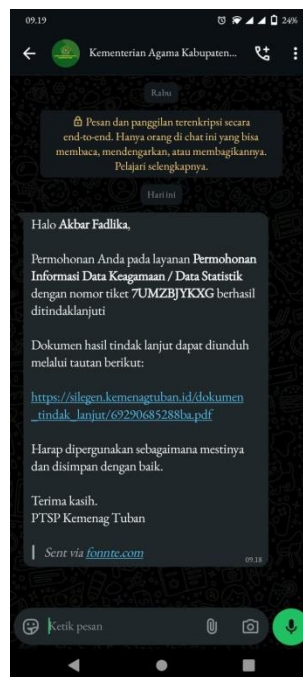 09.19
24%
Kementerian Agama Kabupaten...
Rabu
Pesan dan panggilan terenkripsi secara
end-to-end. Hanya orang di chat ini yang bisa
membaca, mendengarkan, atau membagikannya.
Pelajari selengkapnya.
Hari ini
Halo Akbar Fadlika,
Permohonan Anda pada layanan Permohonan
Informasi Data Keagamaan / Data Statistik
dengan nomor tiket 7UMZBJYKXG berhasil
ditindaklanjuti
Dokumen hasil tindak lanjut dapat diunduh
melalui tautan berikut:
https://silegen.kemenagtuban.id/dokumen
_tindak_lanjut/69290685288ba.pdf
Harap dipergunakan sebagaimana mestinya
dan disimpan dengan baik.
Terima kasih.
PTSP Kemenag Tuban
Sent via fonnte.com
09.18
Ketik pesan